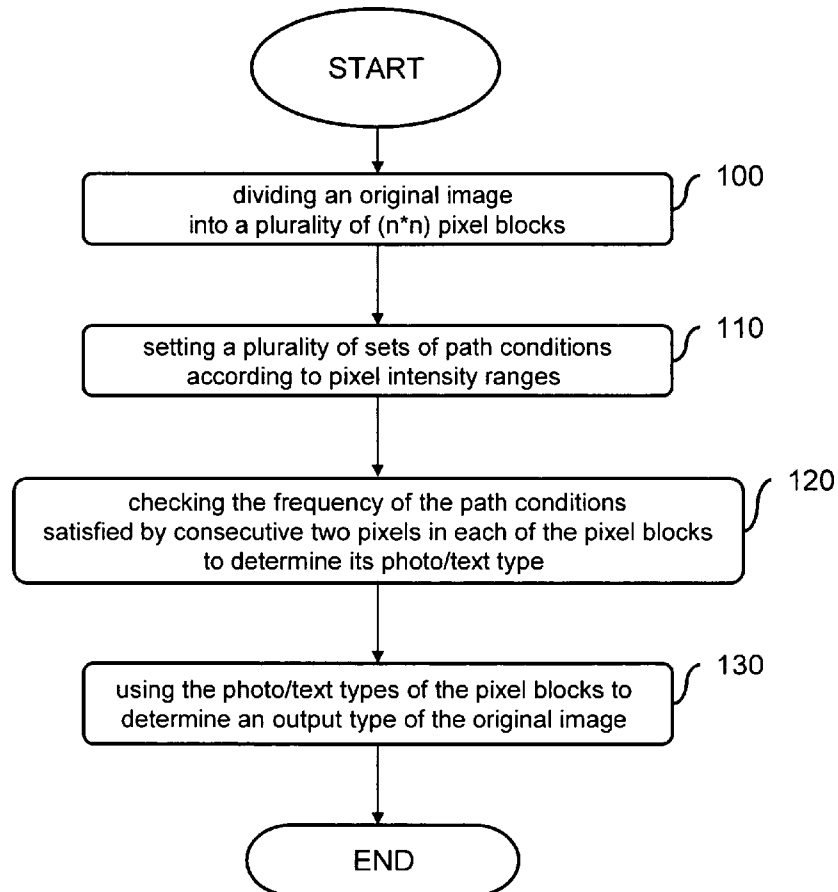 START
dividing an original image
into a plurality of (n*n) pixel blocks
100
setting a plurality of sets of path conditions
according to pixel intensity ranges
110
checking the frequency of the path conditions
satisfied by consecutive two pixels in each of the pixel blocks
to determine its photo/text type
120
using the photo/text types of the pixel blocks to
determine an output type of the original image
130
END